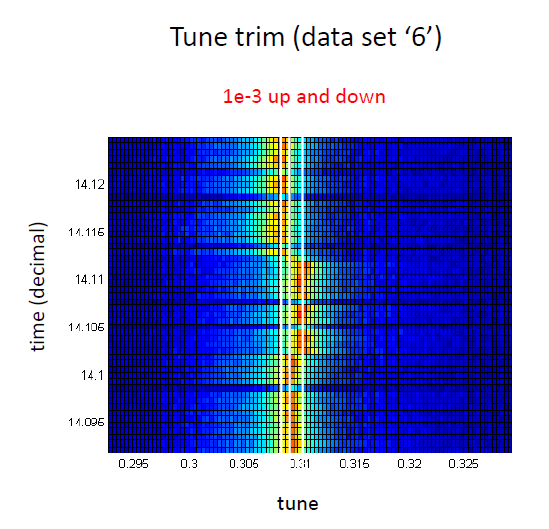 Tune trim (data set ‘6’)
1e-3 up and down
time (decimal)
14.12
14.115
14.11
14.105
14.1
14.095
0.295 0.3 0.305 0.31 0.315 0.32 0.325
tune